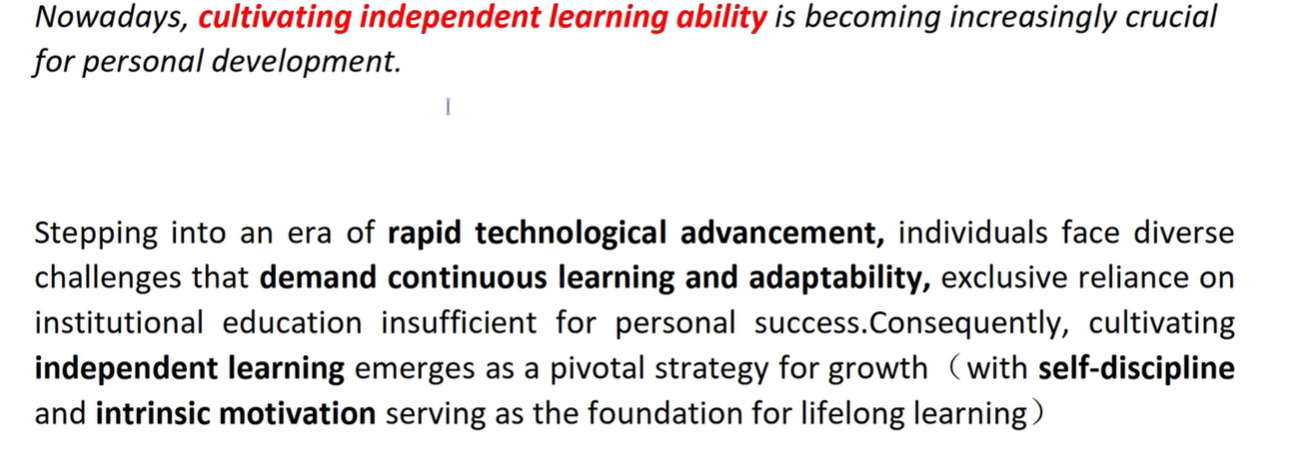 Nowadays, cultivating independent learning ability is becoming increasingly crucial
for personal development.
Stepping into an era of rapid technological advancement, individuals face diverse
challenges that demand continuous learning and adaptability, exclusive reliance on
institutional education insufficient for personal success.Consequently, cultivating
independent learning emerges as a pivotal strategy for growth（with self-discipline
and intrinsic motivation serving as the foundation for lifelong learning）